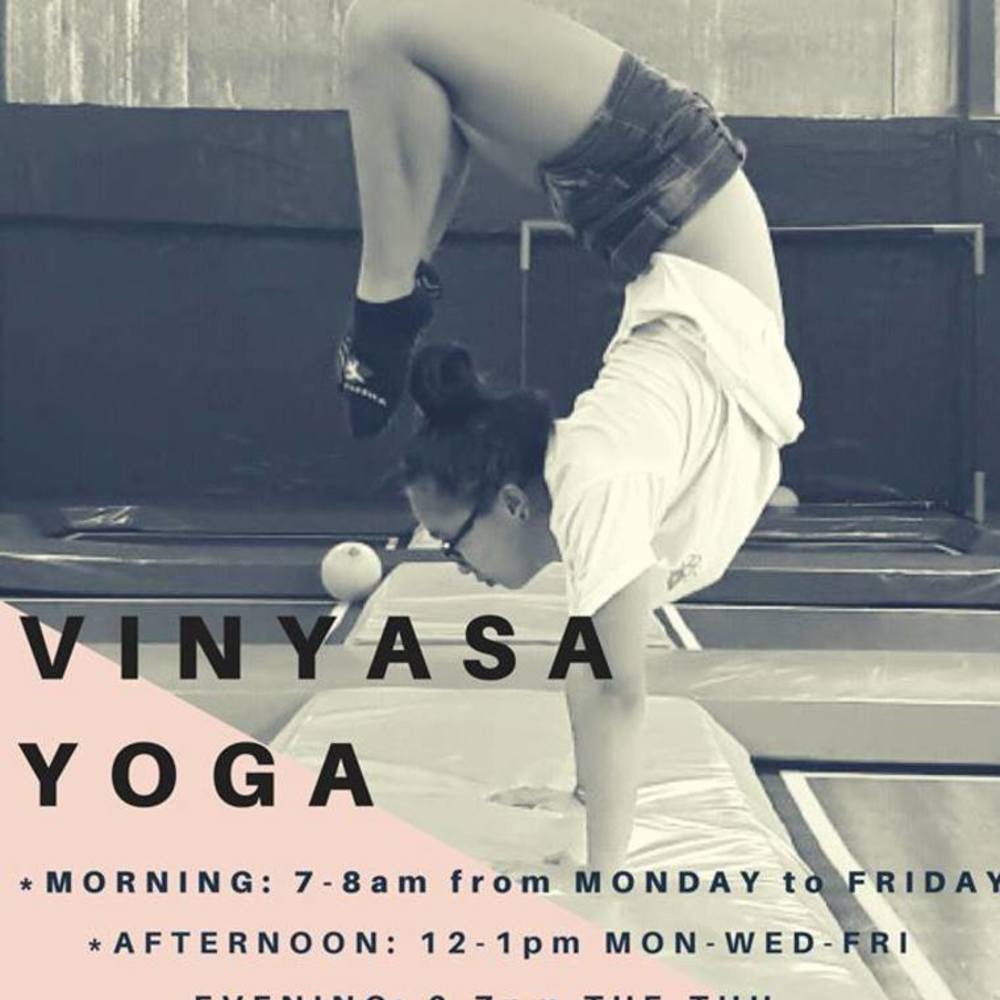 VINYASA
YOGA
*MORNING: 7-8am from MONDAY to FRIDAY
*AFTERNOON: 12-1pm MON-WED-FRI